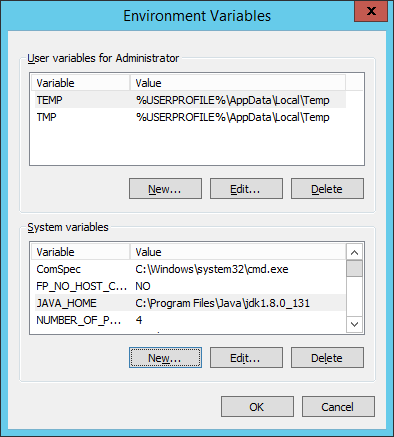 Environment Variables
x
User variables for Administrator
Variable Value
TEMP %USERPROFILE%\AppData\Local\Temp
TMP %USERPROFILE%\AppData\Local\Temp
New... Edit... Delete
System variables
Variable Value
ComSpec C:\Windows\system32\cmd.exe
FP_NO_HOST_C... NO
JAVA_HOME C:\Program Files\Java\jdk1.8.0_131
NUMBER_OF_P... 4
New... Edit... Delete
OK Cancel